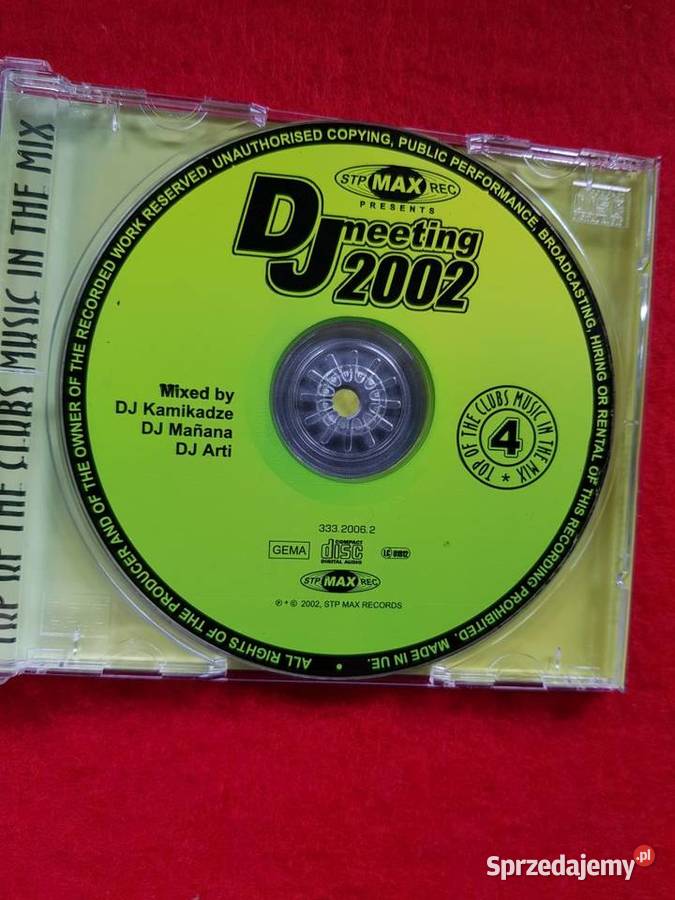 TOP OF THE CLUBS MUSIC IN THE MIX
ALL RIGHTS OF THE PRODUCER AND OF THE OWNER OF THE RECORDED WORK RESERVED. UNAUTHORISED COPYING, PUBLIC PERFORMANCE, BROADCASTING, HIRING OR RENTAL OF THIS RECORDING PROHIBITED. MADE IN UE.
STP MAX REC
PRESENTS
DJ meeting
2002
Mixed by
DJ Kamikadze
DJ Mañana
DJ Arti
TOP OF THE CLUBS MUSIC IN THE MIX *
4
333.2006.2
GEMA
COMPACT
disc
DIGITAL AUDIO
STP MAX REC
℗ + © 2002, STP MAX RECORDS
Sprzedajemy.pl